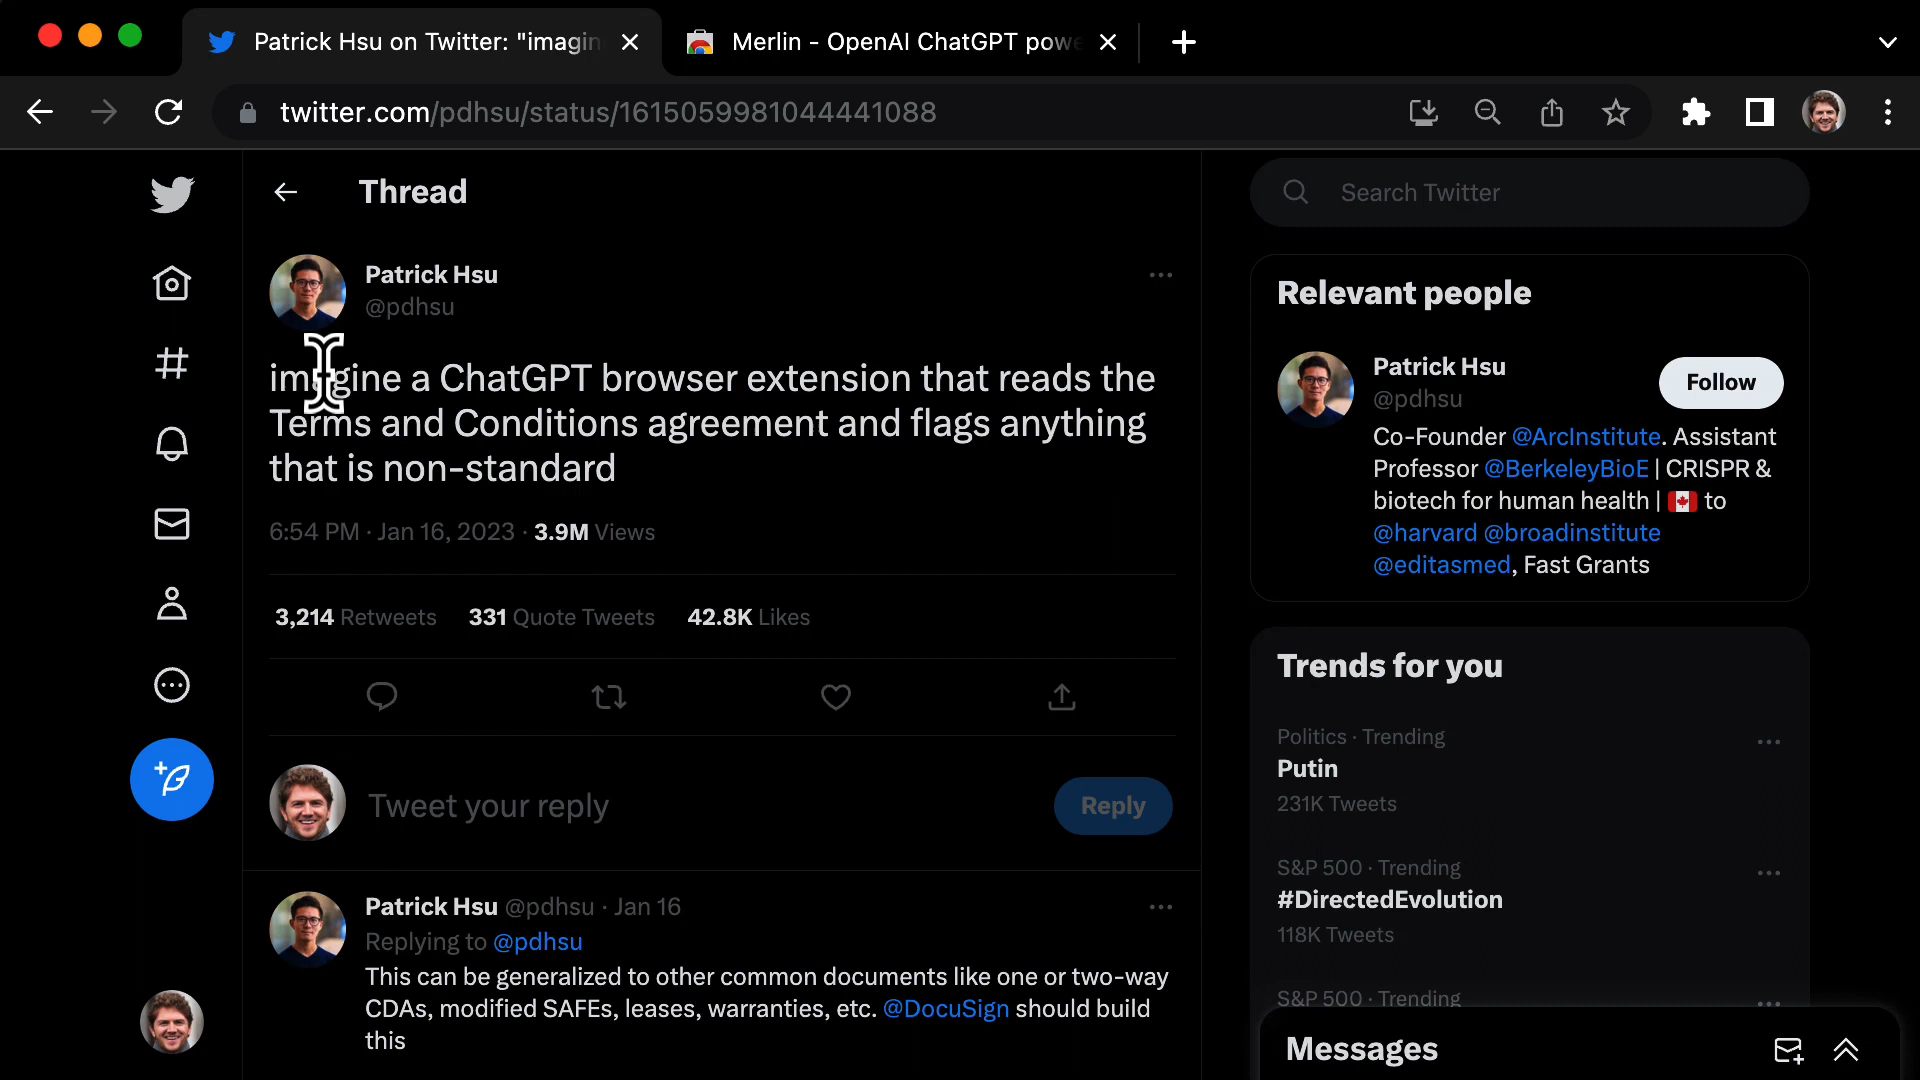 Patrick Hsu on Twitter: "imagin
Merlin - OpenAI ChatGPT powe
twitter.com/pdhsu/status/1615059981044441088
Thread
Search Twitter
Patrick Hsu
@pdhsu
imagine a ChatGPT browser extension that reads the
Terms and Conditions agreement and flags anything
that is non-standard
6:54 PM · Jan 16, 2023 · 3.9M Views
3,214 Retweets 331 Quote Tweets 42.8K Likes
Tweet your reply
Reply
Patrick Hsu @pdhsu · Jan 16
Replying to @pdhsu
This can be generalized to other common documents like one or two-way
CDAs, modified SAFEs, leases, warranties, etc. @DocuSign should build
this
Relevant people
Patrick Hsu
@pdhsu
Follow
Co-Founder @ArcInstitute. Assistant
Professor @BerkeleyBioE | CRISPR &
biotech for human health | 🇨🇦 to
@harvard @broadinstitute
@editasmed, Fast Grants
Trends for you
Politics · Trending
Putin
231K Tweets
S&P 500 · Trending
#DirectedEvolution
118K Tweets
S&P 500 · Trending
Messages